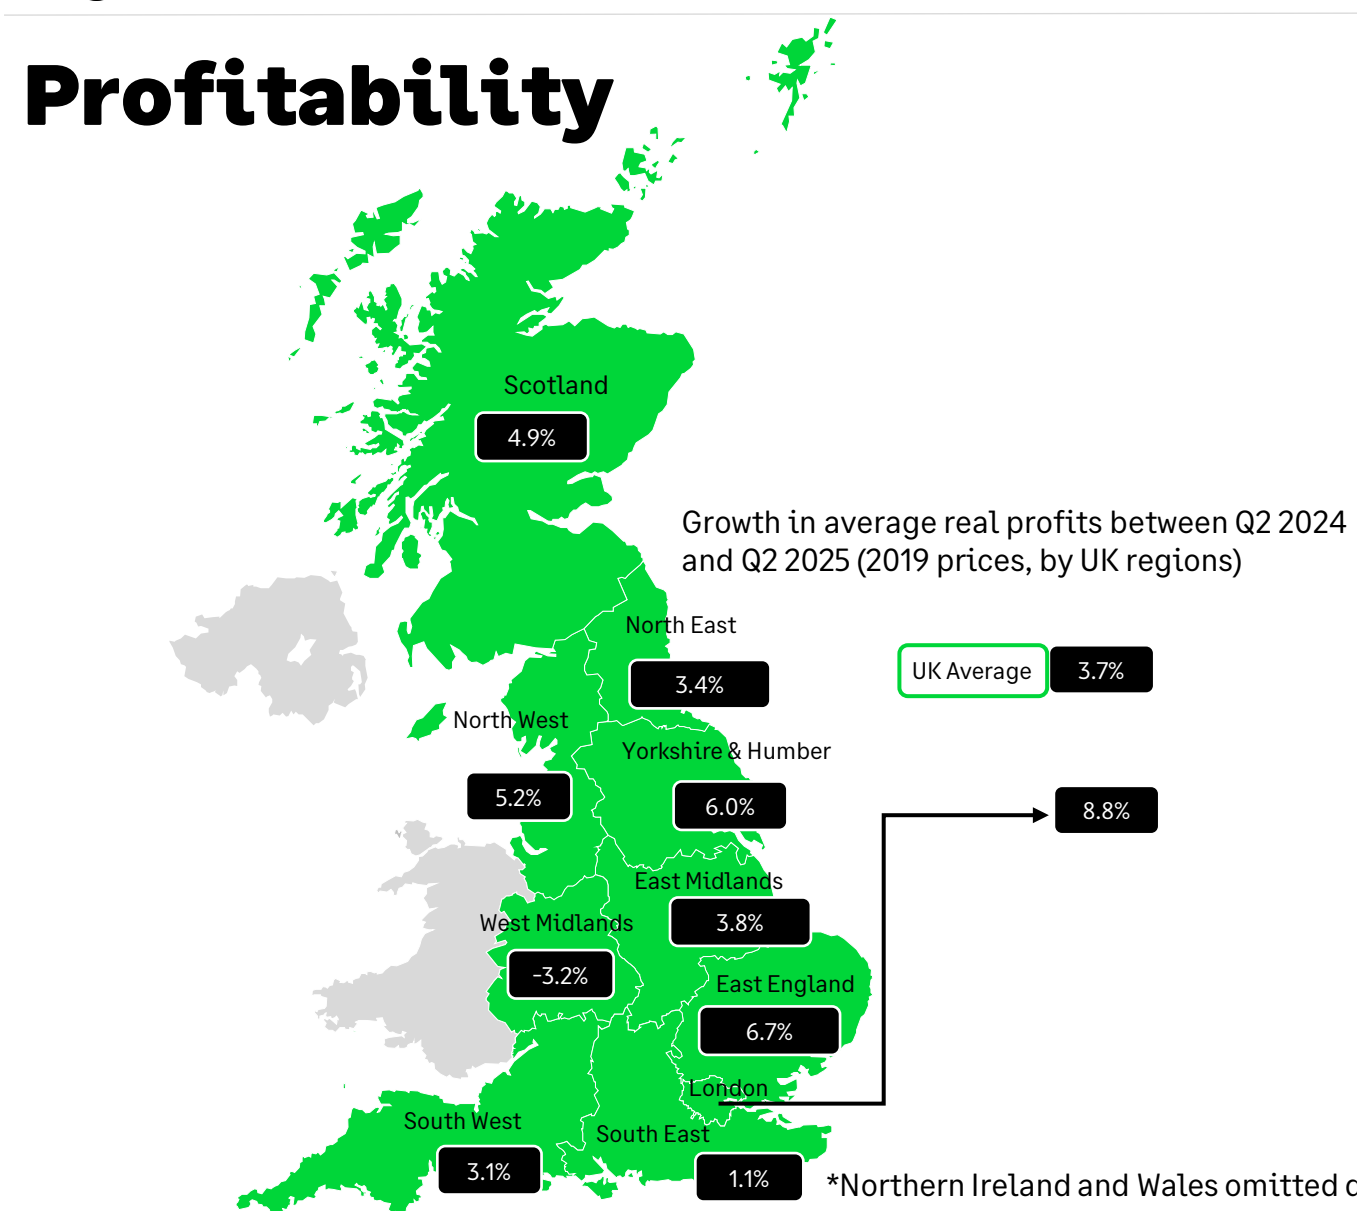 Profitability
Scotland
4.9%
Growth in average real profits between Q2 2024
and Q2 2025 (2019 prices, by UK regions)
North East
3.4%
UK Average
3.7%
North West
5.2%
Yorkshire & Humber
6.0%
8.8%
East Midlands
3.8%
West Midlands
-3.2%
East England
6.7%
London
South West
3.1%
South East
1.1%
*Northern Ireland and Wales omitted